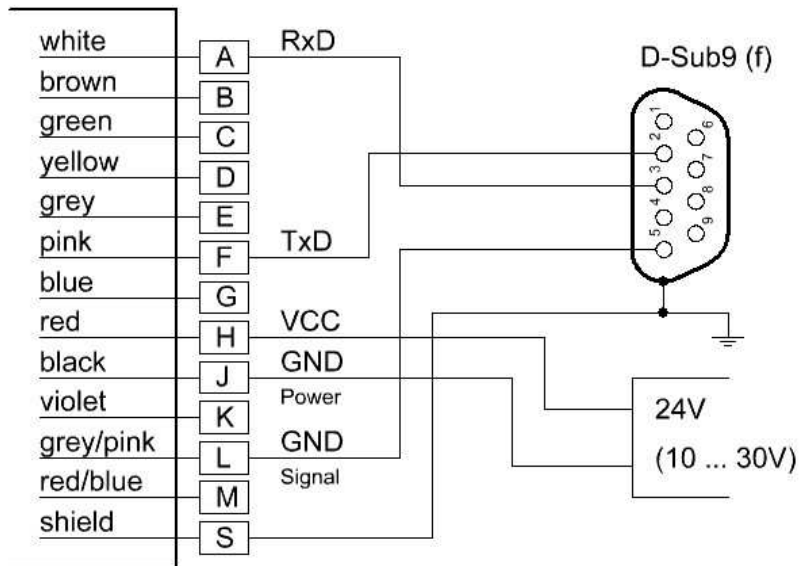 white A RxD
D-Sub9 (f)
brown B
green C
yellow D
grey E
pink F TxD
blue G
red H VCC
black J GND
Power
violet K
grey/pink L GND
Signal
red/blue M
shield S
1
2
3
4
5
6
7
8
9
24V
(10 ... 30V)